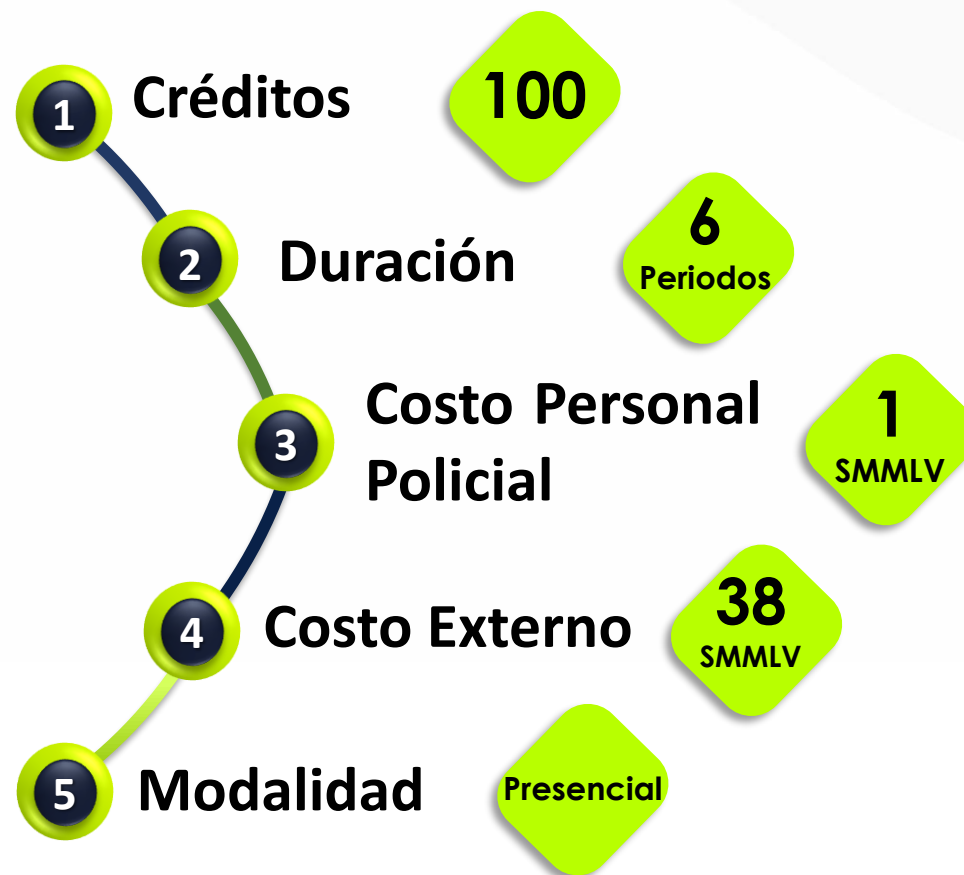 1
Créditos
100
2
Duración
6
Periodos
3
Costo Personal
Policial
1
SMMLV
4
Costo Externo
38
SMMLV
5
Modalidad
Presencial